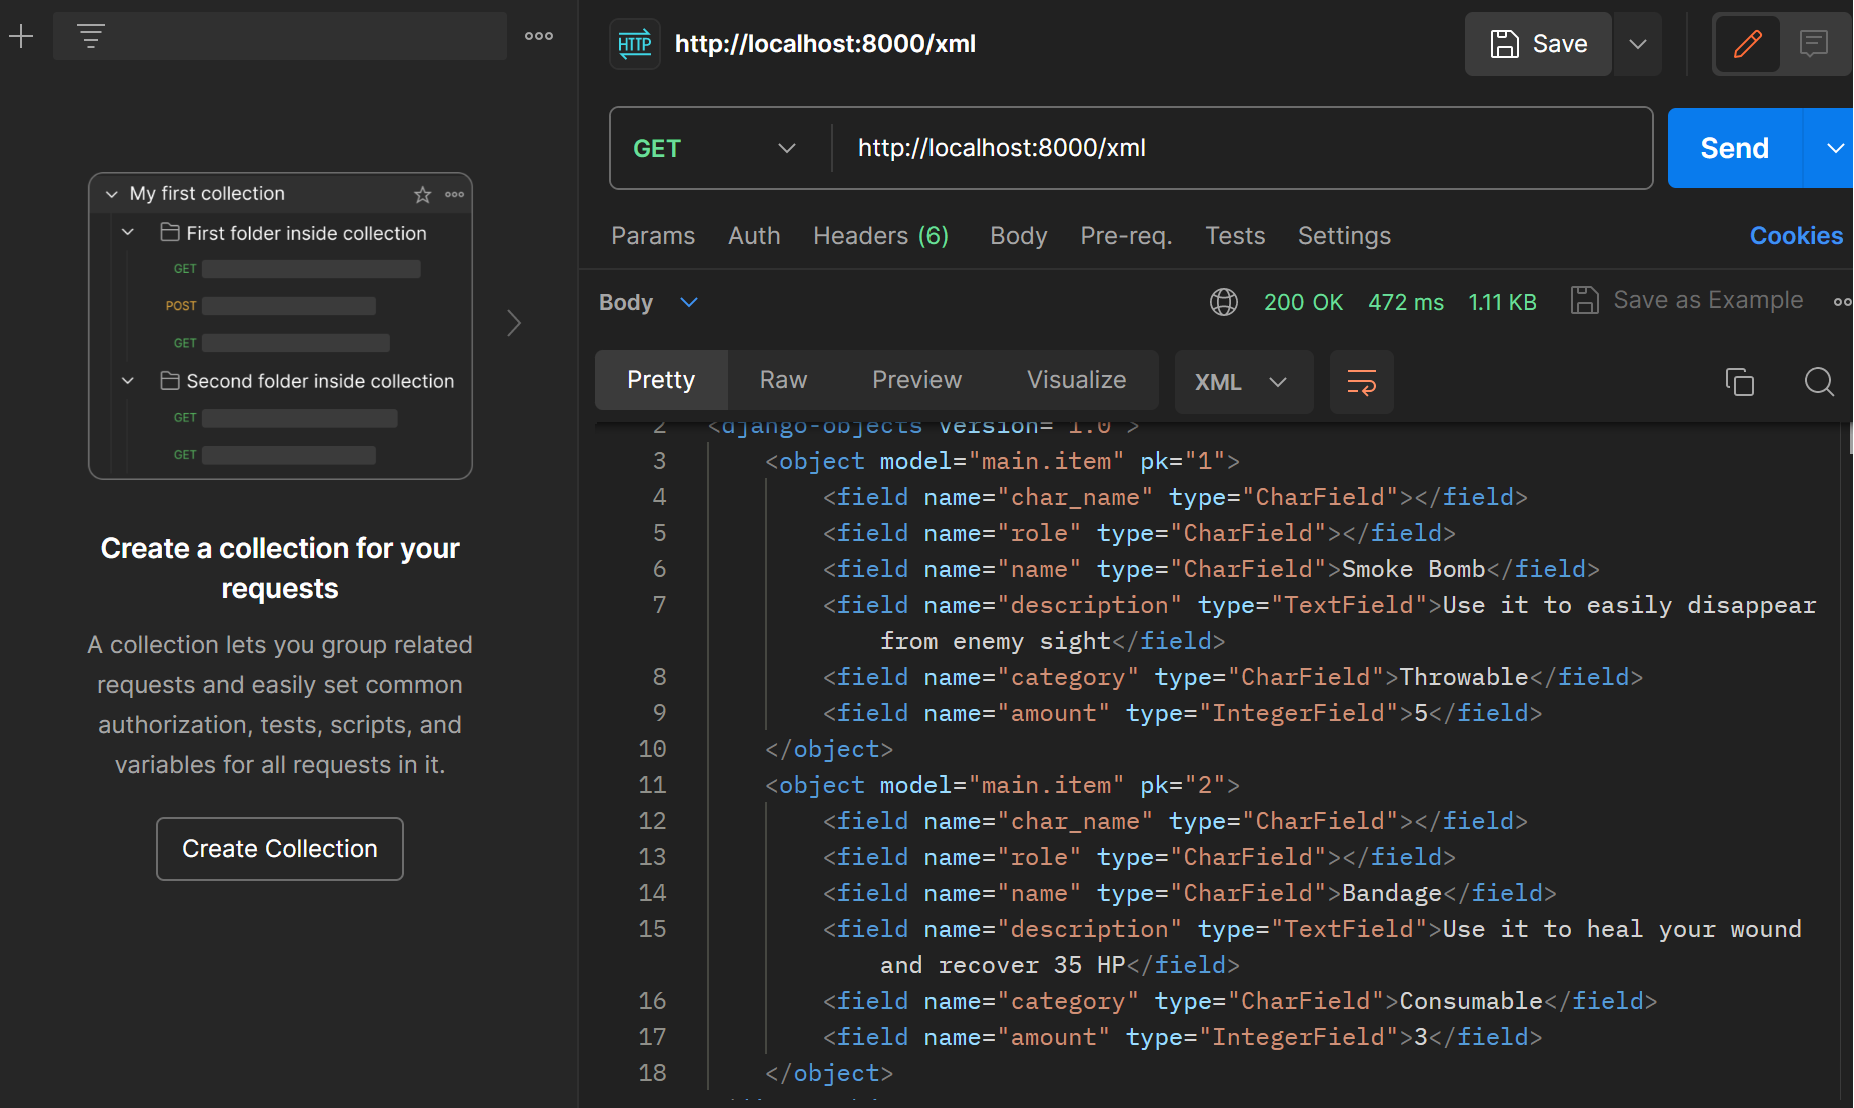 My first collection
First folder inside collection
GET
POST
GET
Second folder inside collection
GET
GET
Create a collection for your
requests
A collection lets you group related
requests and easily set common
authorization, tests, scripts, and
variables for all requests in it.
Create Collection
HTTP http://localhost:8000/xml
Save
GET http://localhost:8000/xml
Send
Params Auth Headers (6) Body Pre-req. Tests Settings Cookies
Body 200 OK 472 ms 1.11 KB Save as Example
Pretty Raw Preview Visualize XML
2 <django-objects version="1.0">
3 <object model="main.item" pk="1">
4 <field name="char_name" type="CharField"></field>
5 <field name="role" type="CharField"></field>
6 <field name="name" type="CharField">Smoke Bomb</field>
7 <field name="description" type="TextField">Use it to easily disappear
from enemy sight</field>
8 <field name="category" type="CharField">Throwable</field>
9 <field name="amount" type="IntegerField">5</field>
10 </object>
11 <object model="main.item" pk="2">
12 <field name="char_name" type="CharField"></field>
13 <field name="role" type="CharField"></field>
14 <field name="name" type="CharField">Bandage</field>
15 <field name="description" type="TextField">Use it to heal your wound
and recover 35 HP</field>
16 <field name="category" type="CharField">Consumable</field>
17 <field name="amount" type="IntegerField">3</field>
18 </object>